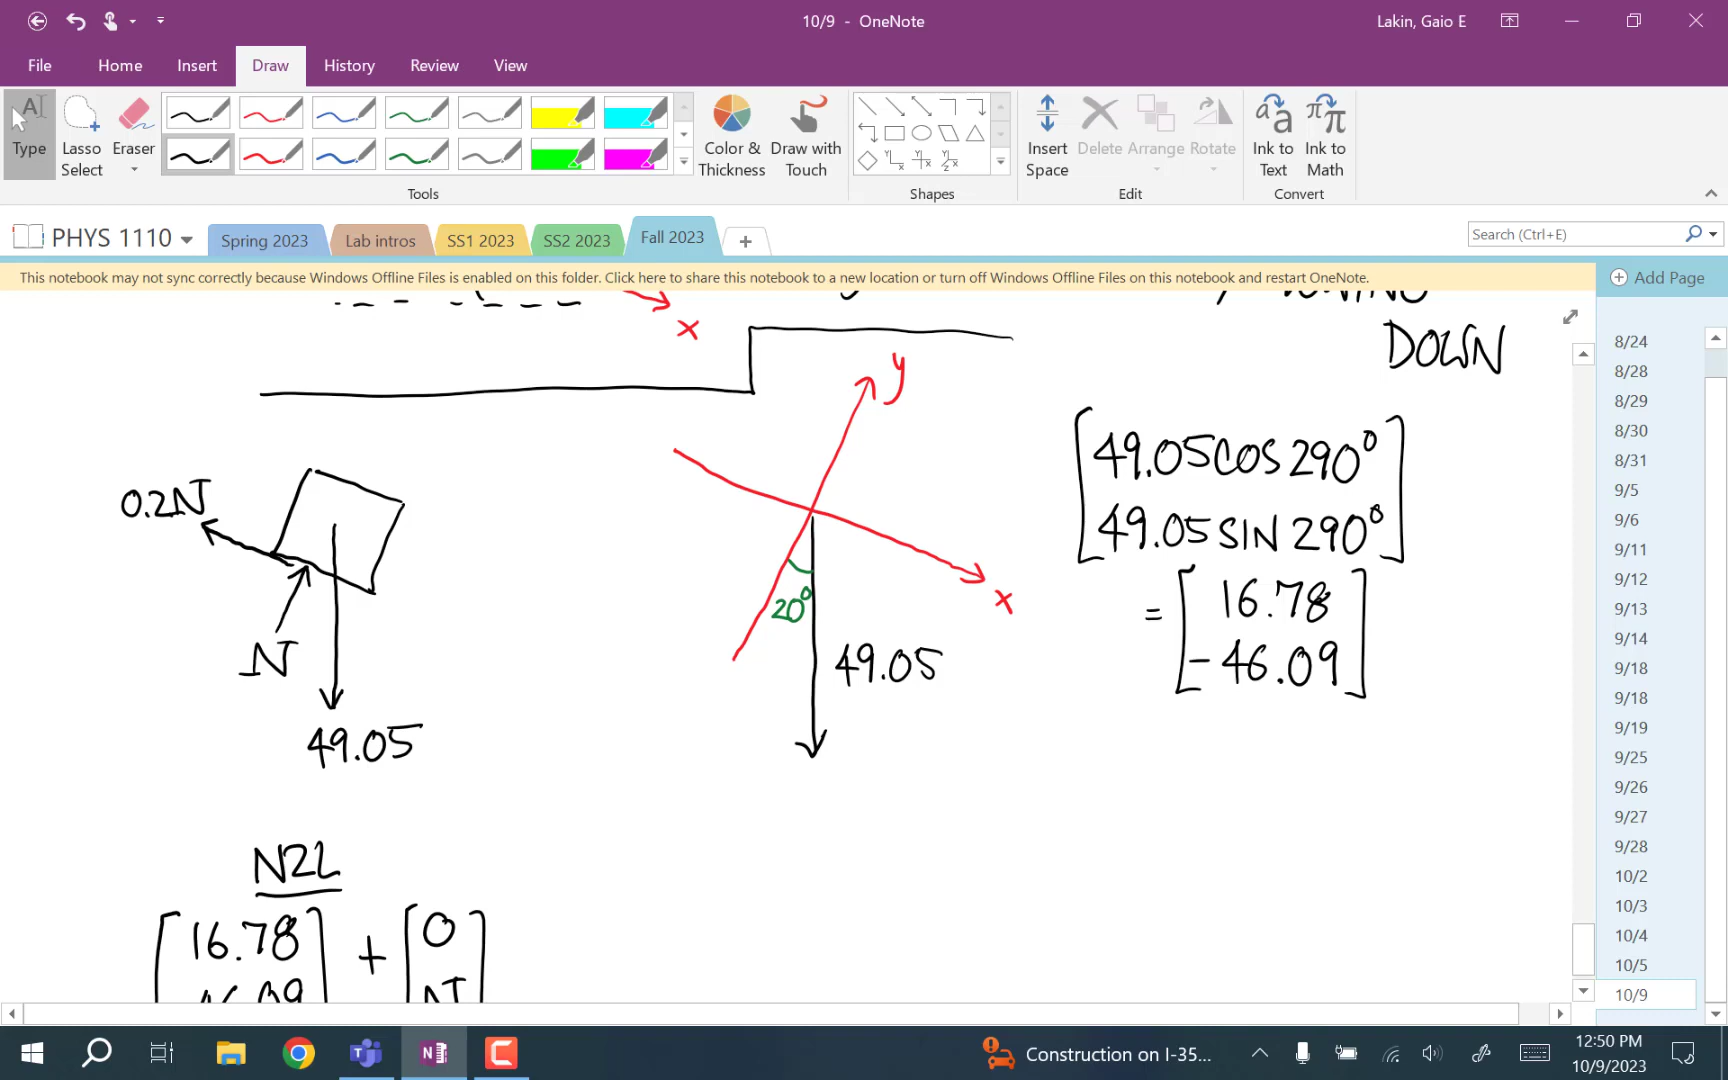 10/9 - OneNote
Lakin, Gaio E
File Home Insert Draw History Review View
Type
Lasso Select
Eraser
Color & Thickness
Draw with Touch
Insert Space
Delete Arrange Rotate
Ink to Text
Ink to Math
Tools Shapes Edit Convert
PHYS 1110
Spring 2023 Lab intros SS1 2023 SS2 2023 Fall 2023
Search (Ctrl+E)
This notebook may not sync correctly because Windows Offline Files is enabled on this folder. Click here to share this notebook to a new location or turn off Windows Offline Files on this notebook and restart OneNote.
Add Page
x
DOWN
y
[49.05 COS 290°
49.05 SIN 290°]
= [16.78
-46.09]
0.2N
N
49.05
20°
x
49.05
N2L
[16.78] + [0
8/24
8/28
8/29
8/30
8/31
9/5
9/6
9/11
9/12
9/13
9/14
9/18
9/18
9/19
9/25
9/26
9/27
9/28
10/2
10/3
10/4
10/5
10/9
Construction on I-35...
12:50 PM
10/9/2023